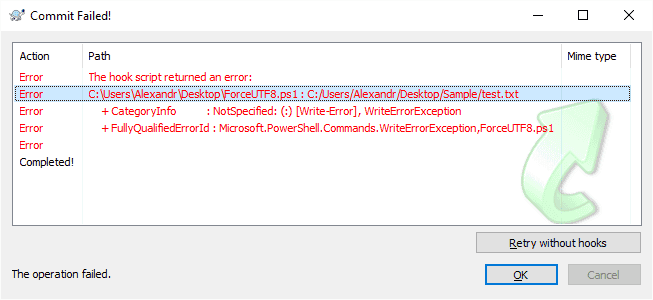 Commit Failed!
Action Path Mime type
Error The hook script returned an error:
Error C:\Users\Alexandr\Desktop\ForceUTF8.ps1 : C:/Users/Alexandr/Desktop/Sample/test.txt
Error + CategoryInfo : NotSpecified: (:) [Write-Error], WriteErrorException
Error + FullyQualifiedErrorId : Microsoft.PowerShell.Commands.WriteErrorException,ForceUTF8.ps1
Error
Completed!
Retry without hooks
The operation failed. OK Cancel